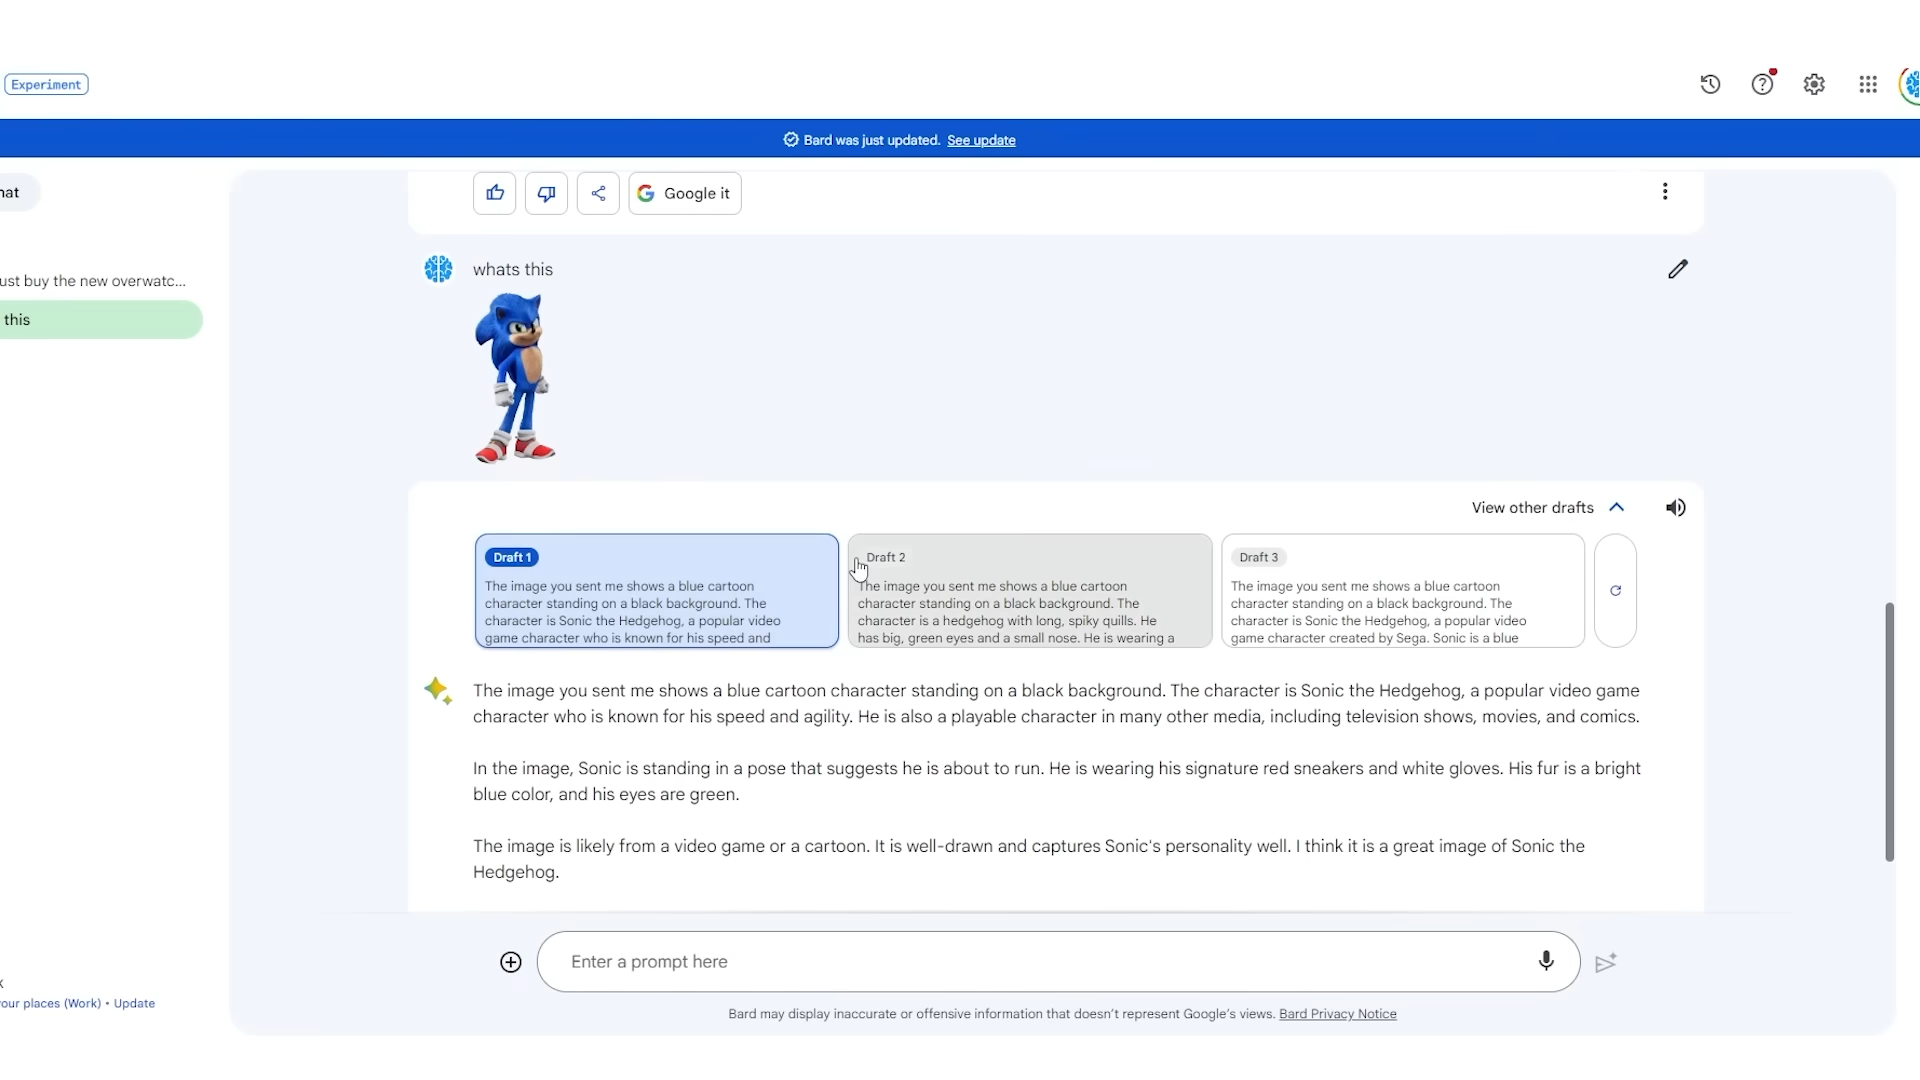 Experiment
Bard was just updated. See update
hat
Google it
whats this
ust buy the new overwatc...
this
View other drafts
Draft 1
The image you sent me shows a blue cartoon
character standing on a black background. The
character is Sonic the Hedgehog, a popular video
game character who is known for his speed and
Draft 2
The image you sent me shows a blue cartoon
character standing on a black background. The
character is a hedgehog with long, spiky quills. He
has big, green eyes and a small nose. He is wearing a
Draft 3
The image you sent me shows a blue cartoon
character standing on a black background. The
character is Sonic the Hedgehog, a popular video
game character created by Sega. Sonic is a blue
The image you sent me shows a blue cartoon character standing on a black background. The character is Sonic the Hedgehog, a popular video game
character who is known for his speed and agility. He is also a playable character in many other media, including television shows, movies, and comics.
In the image, Sonic is standing in a pose that suggests he is about to run. He is wearing his signature red sneakers and white gloves. His fur is a bright
blue color, and his eyes are green.
The image is likely from a video game or a cartoon. It is well-drawn and captures Sonic's personality well. I think it is a great image of Sonic the
Hedgehog.
Enter a prompt here
our places (Work) • Update
Bard may display inaccurate or offensive information that doesn't represent Google's views. Bard Privacy Notice